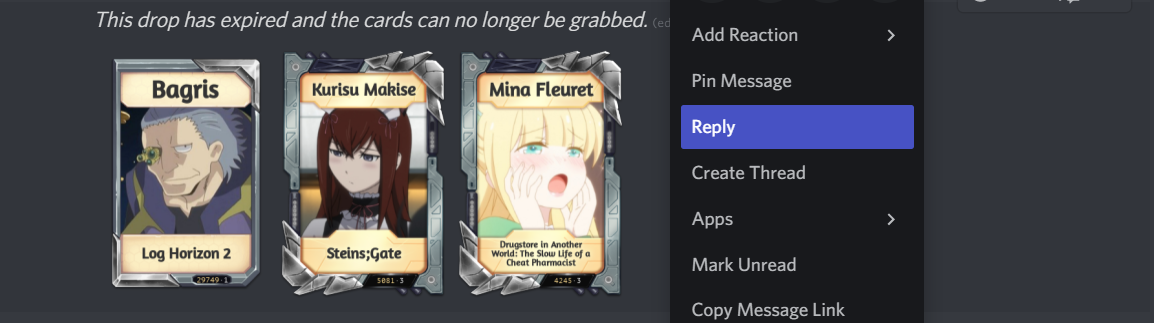 This drop has expired and the cards can no longer be grabbed. (ed
Bagris
Log Horizon 2
29749·1
Kurisu Makise
Steins;Gate
5081·3
Mina Fleuret
Drugstore in Another
World: The Slow Life of a
Cheat Pharmacist
4245·3
Add Reaction
Pin Message
Reply
Create Thread
Apps
Mark Unread
Copy Message Link